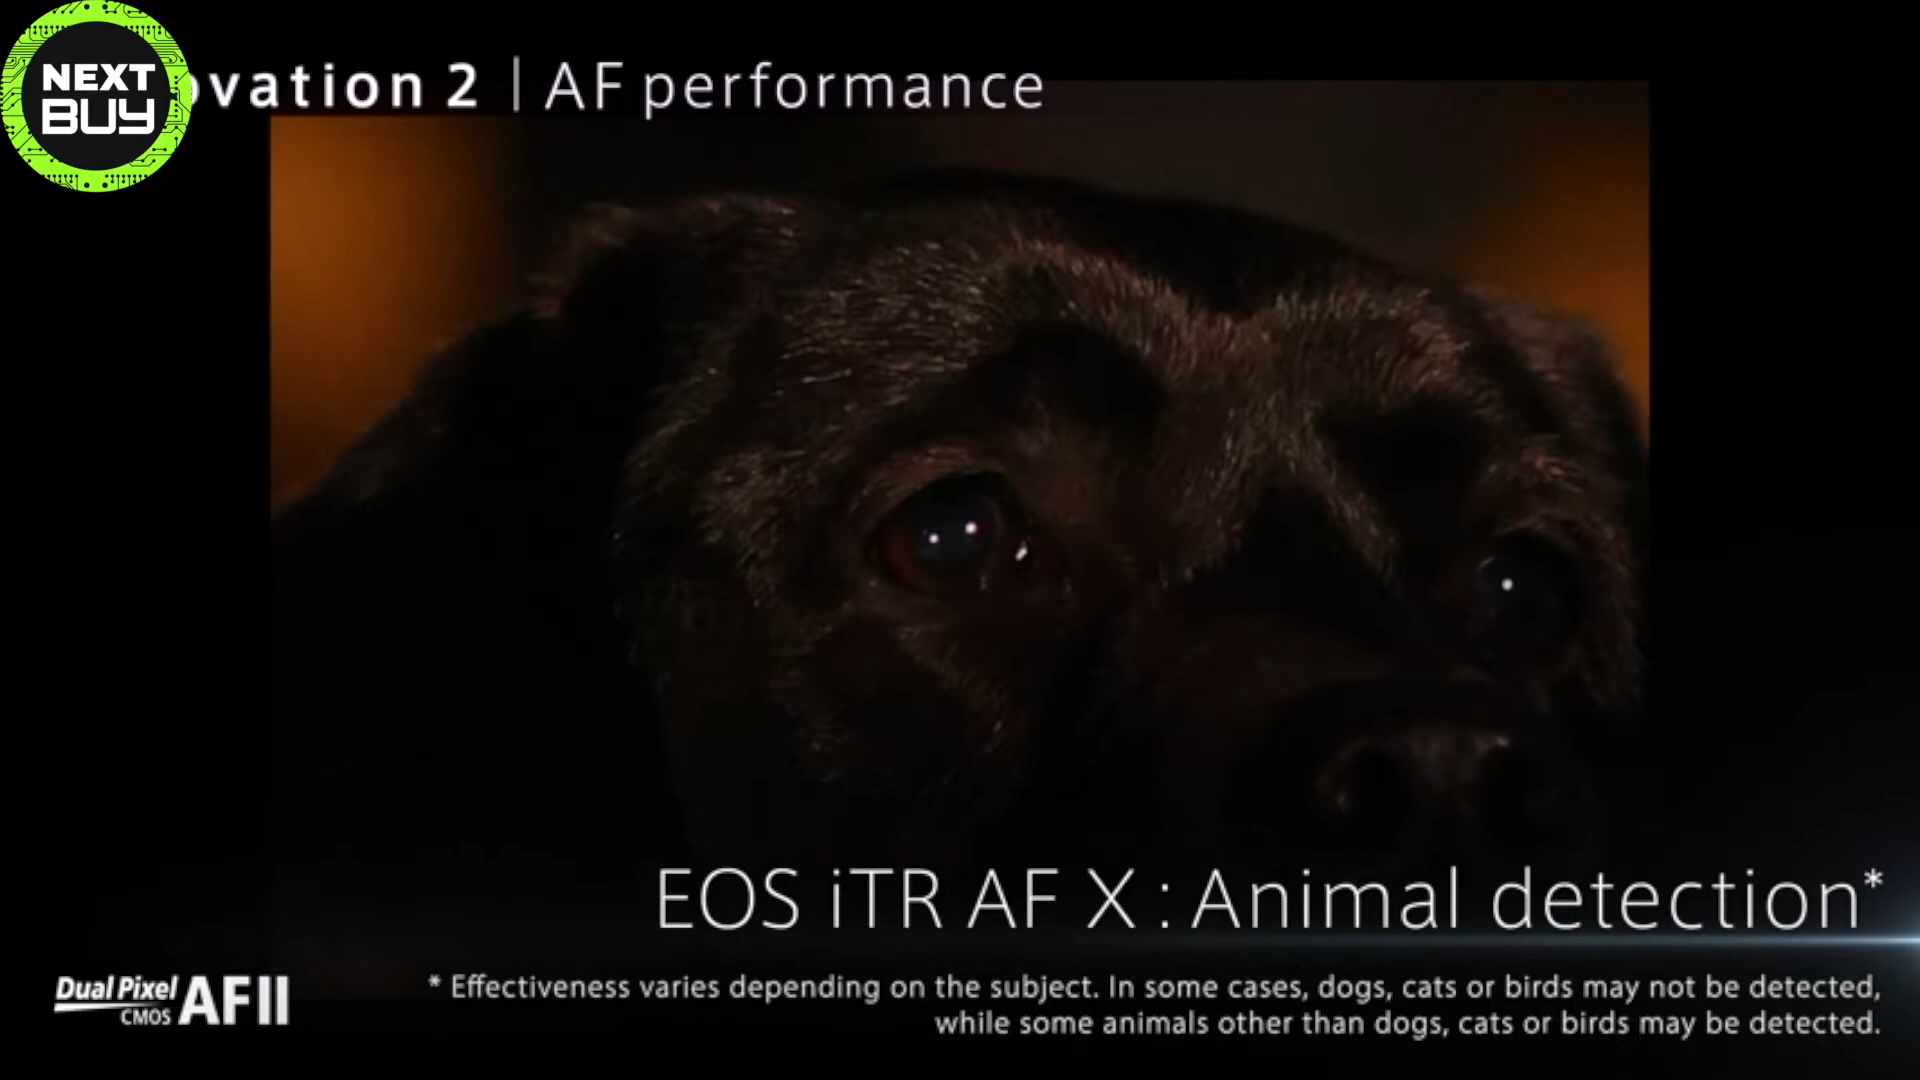 NEXT
BUY
ovation 2 | AF performance
EOS iTR AF X : Animal detection*
Dual Pixel
CMOS AF II
* Effectiveness varies depending on the subject. In some cases, dogs, cats or birds may not be detected,
while some animals other than dogs, cats or birds may be detected.